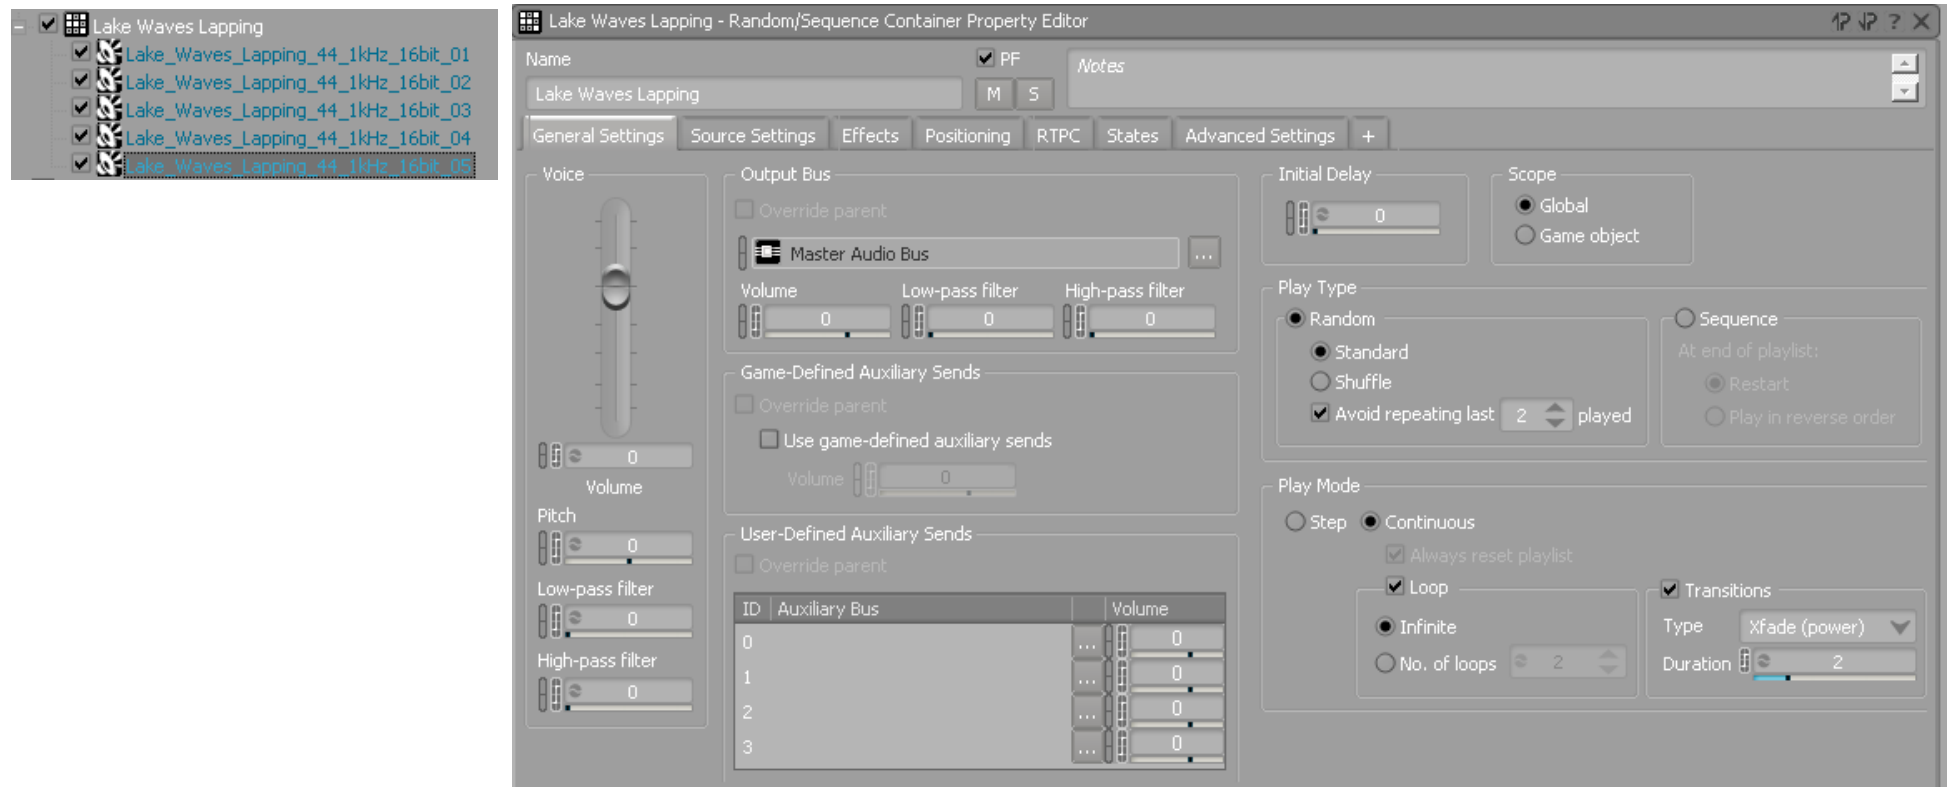 Lake Waves Lapping
Lake_Waves_Lapping_44_1kHz_16bit_01
Lake_Waves_Lapping_44_1kHz_16bit_02
Lake_Waves_Lapping_44_1kHz_16bit_03
Lake_Waves_Lapping_44_1kHz_16bit_04
Lake_Waves_Lapping_44_1kHz_16bit_05
Lake Waves Lapping - Random/Sequence Container Property Editor
Name
PF
Notes
Lake Waves Lapping
M S
General Settings Source Settings Effects Positioning RTPC States Advanced Settings +
Voice
0
Volume
Pitch
0
Low-pass filter
0
High-pass filter
0
Output Bus
Override parent
Master Audio Bus ...
Volume Low-pass filter High-pass filter
0 0 0
Game-Defined Auxiliary Sends
Override parent
Use game-defined auxiliary sends
Volume 0
User-Defined Auxiliary Sends
Override parent
ID Auxiliary Bus Volume
0 ... 0
1 ... 0
2 ... 0
3 ... 0
Initial Delay
0
Scope
Global
Game object
Play Type
Random
Standard
Shuffle
Avoid repeating last 2 played
Sequence
At end of playlist:
Restart
Play in reverse order
Play Mode
Step Continuous
Always reset playlist
Loop
Infinite
No. of loops 2
Transitions
Type Xfade (power)
Duration 2